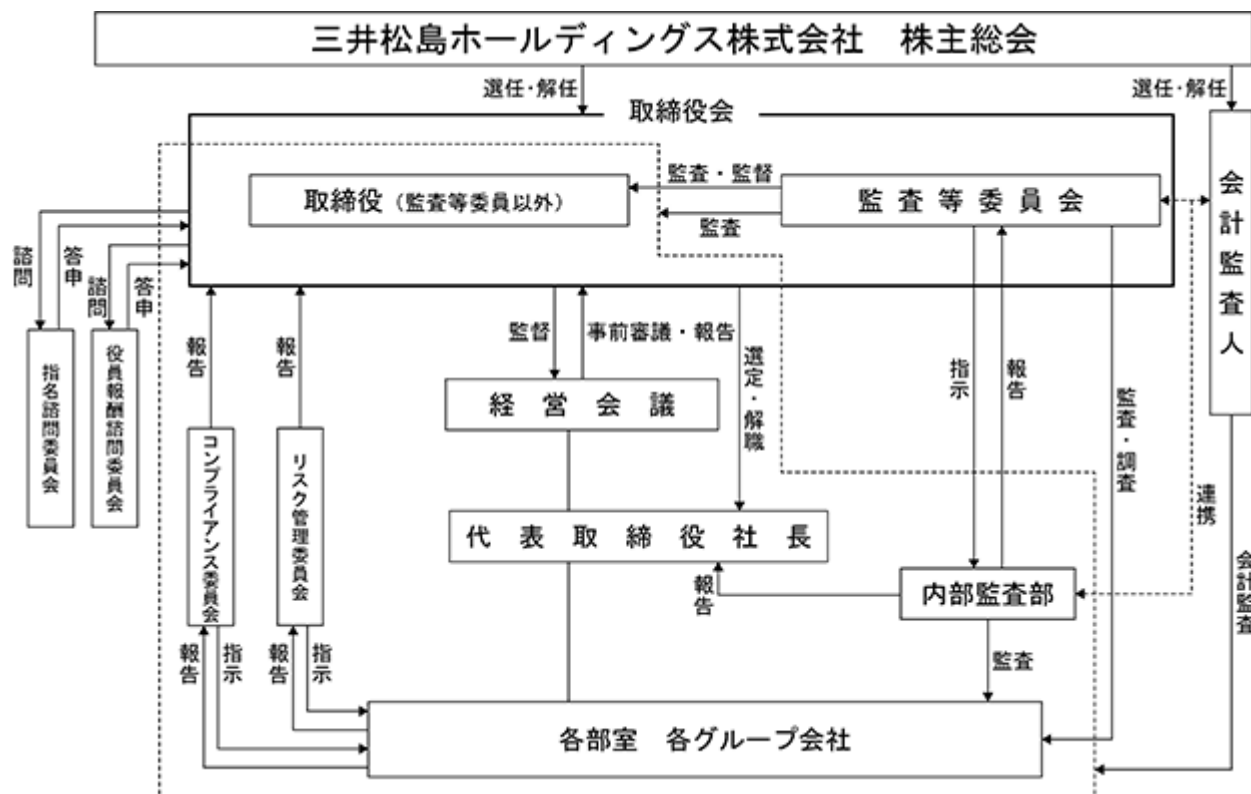 三井松島ホールディングス株式会社　株主総会
選任・解任
選任・解任
取締役会
取締役（監査等委員以外）
監査・監督
監査
監査等委員会
会計監査人
諮問
答申
諮問
答申
指名諮問委員会
役員報酬諮問委員会
報告
報告
監督
事前審議・報告
選定・解職
指示
報告
監査・調査
連携
会計監査
経営会議
コンプライアンス委員会
リスク管理委員会
代表取締役社長
報告
内部監査部
報告
指示
報告
指示
監査
各部室　各グループ会社